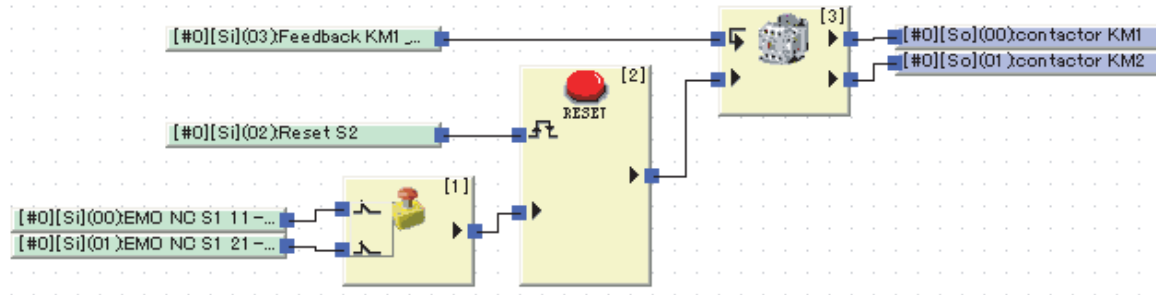 [3]
[#0][Si](03):Feedback KM1 _...
[#0][So](00):contactor KM1
[#0][So](01):contactor KM2
[2]
RESET
[#0][Si](02):Reset S2
[1]
[#0][Si](00):EMO NC S1 11-...
[#0][Si](01):EMO NC S1 21-...